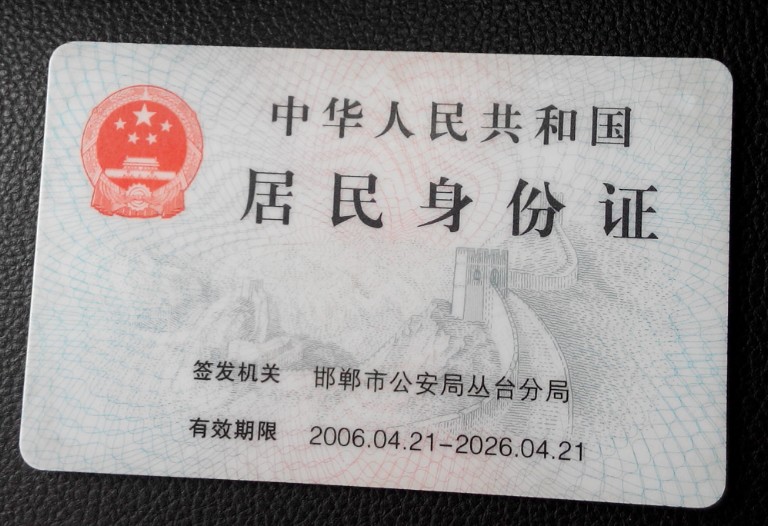 中华人民共和国
居民身份证
签发机关 邯郸市公安局丛台分局
有效期限 2006.04.21-2026.04.21